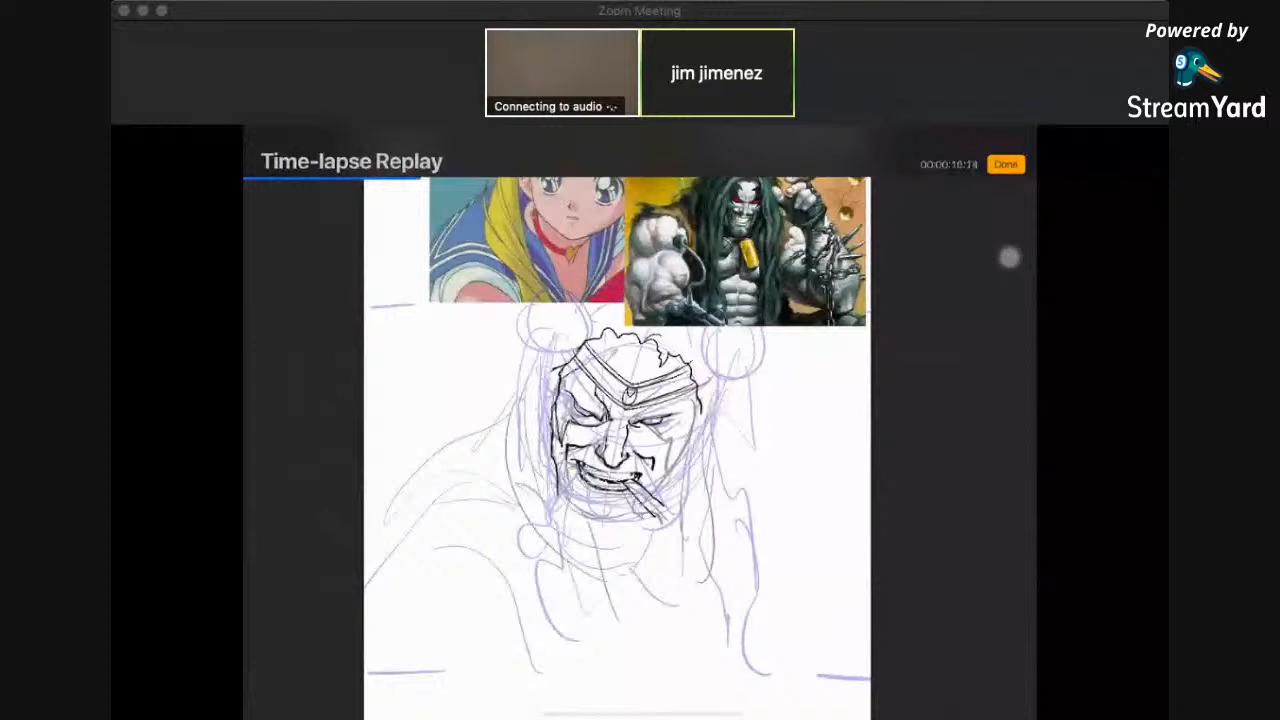 Zoom Meeting
Powered by
StreamYard
jim jimenez
Connecting to audio
Time-lapse Replay
Done